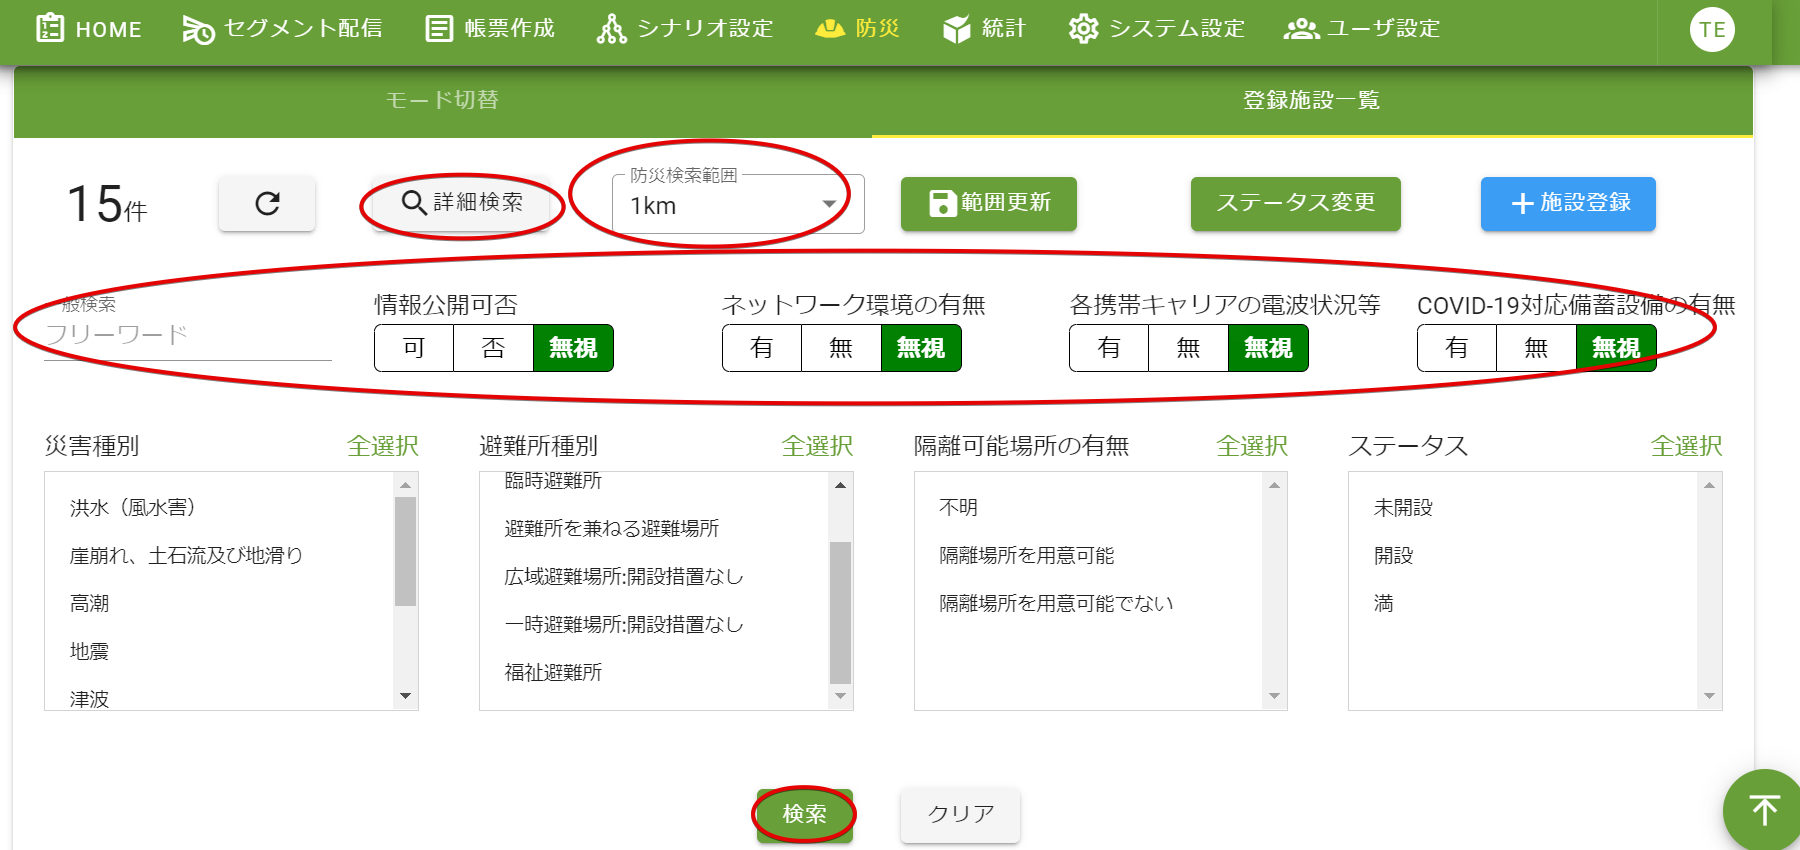 HOME セグメント配信 帳票作成 シナリオ設定 防災 統計 システム設定 ユーザ設定 TE
モード切替 登録施設一覧
防災検索範囲
15件 詳細検索 1km 範囲更新 ステータス変更 +施設登録
一般検索 情報公開可否 ネットワーク環境の有無 各携帯キャリアの電波状況等 COVID-19対応備蓄設備の有無
フリーワード 可 否 無視 有 無 無視 有 無 無視 有 無 無視
災害種別 全選択 避難所種別 全選択 隔離可能場所の有無 全選択 ステータス 全選択
臨時避難所
洪水（風水害） 避難所を兼ねる避難場所 不明 未開設
崖崩れ、土石流及び地滑り 広域避難場所:開設措置なし 隔離場所を用意可能 開設
高潮 一時避難場所:開設措置なし 隔離場所を用意可能でない 満
地震 福祉避難所
津波
検索 クリア